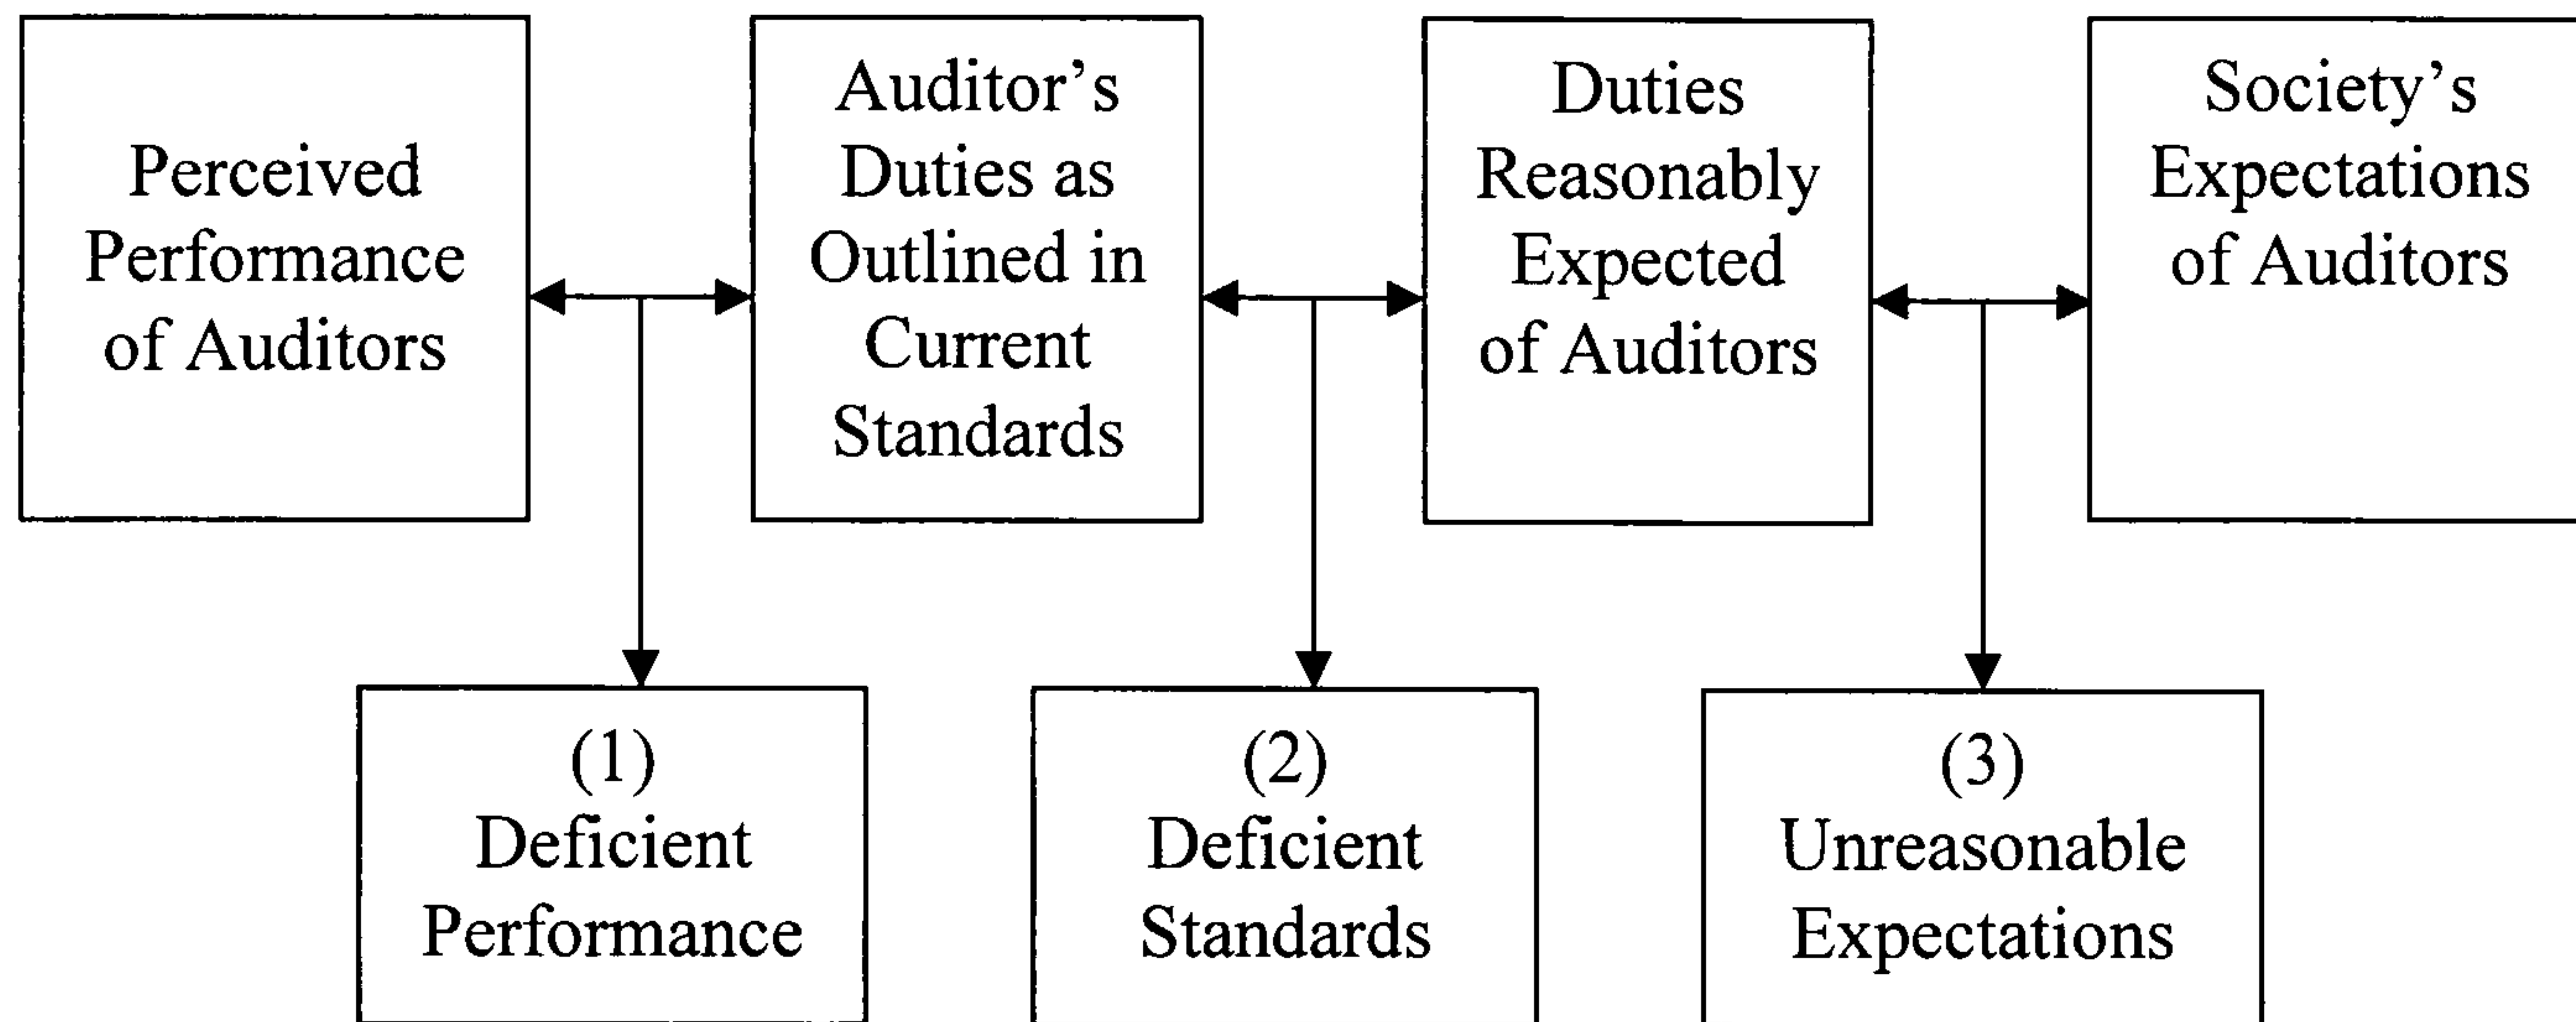 Perceived
Performance
of Auditors
Auditor’s
Duties as
Outlined in
Current
Standards
Duties
Reasonably
Expected
of Auditors
Society’s
Expectations
of Auditors
(1)
Deficient
Performance
(2)
Deficient
Standards
(3)
Unreasonable
Expectations